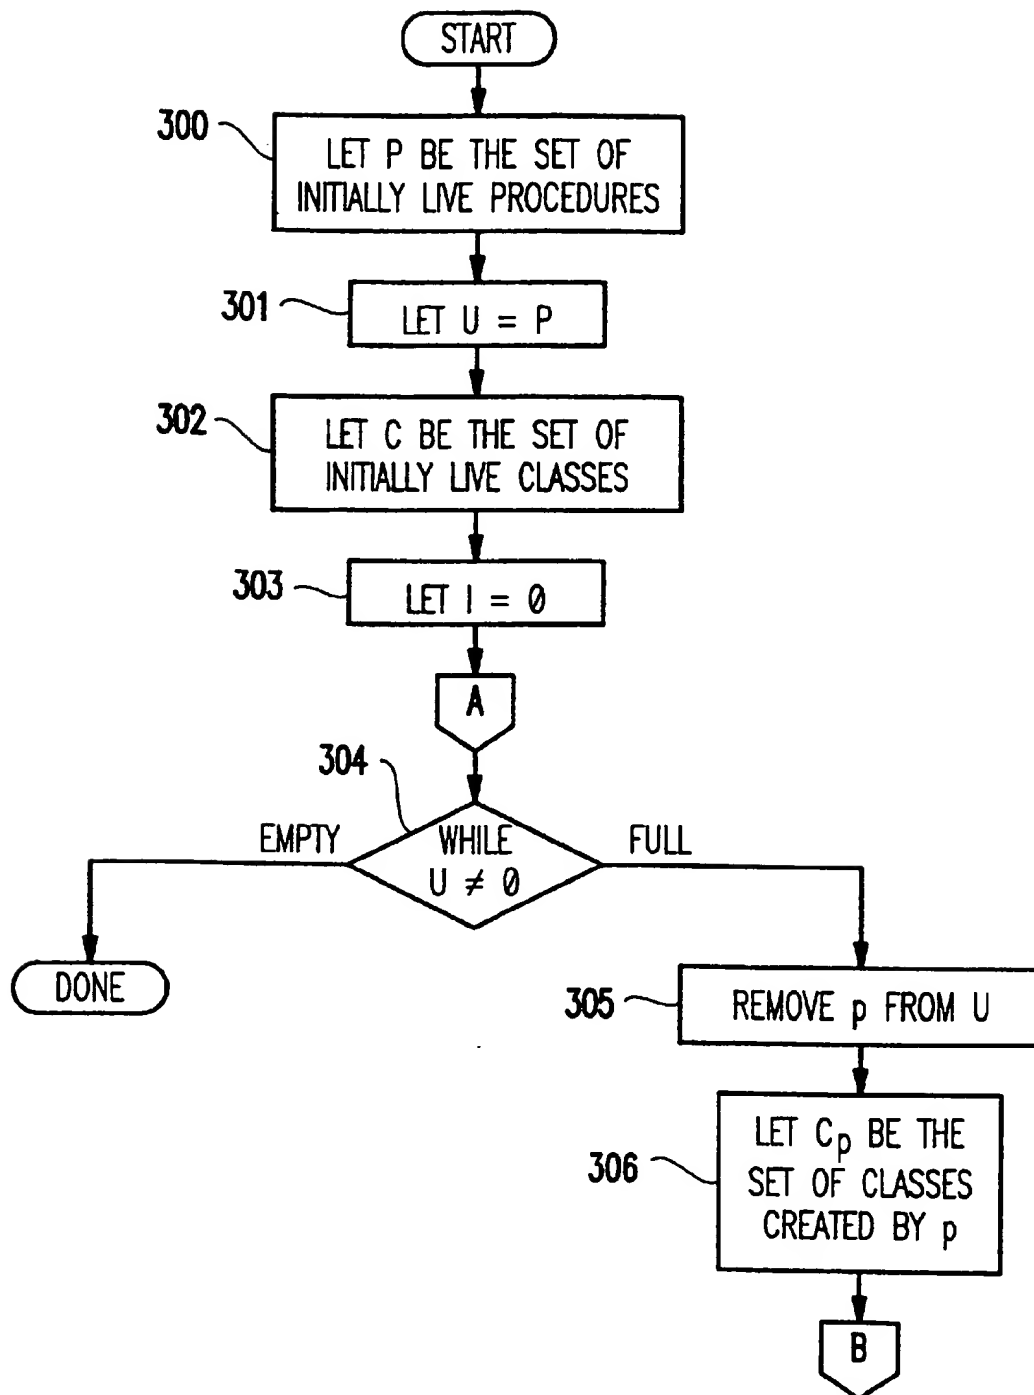 START
300
LET P BE THE SET OF
INITIALLY LIVE PROCEDURES
301
LET U = P
302
LET C BE THE SET OF
INITIALLY LIVE CLASSES
303
LET I = 0
A
304
EMPTY
WHILE
U ≠ 0
FULL
DONE
305
REMOVE p FROM U
306
LET Cp BE THE
SET OF CLASSES
CREATED BY p
B